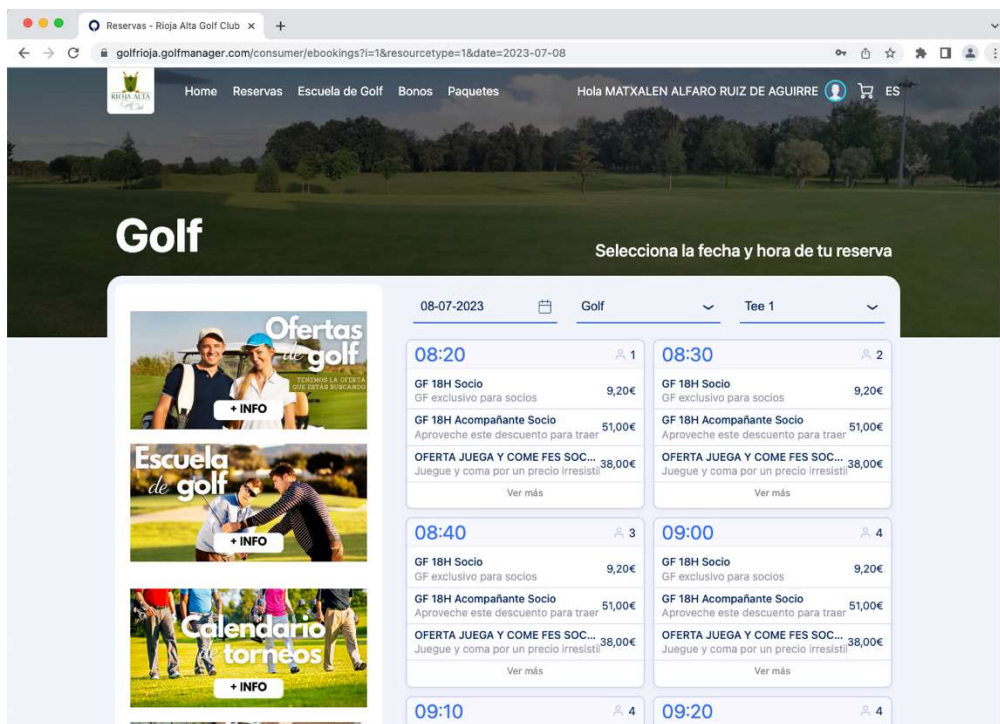 Reservas - Rioja Alta Golf Club
golfrioja.golfmanager.com/consumer/ebookings?i=1&resourcetype=1&date=2023-07-08
RIOJA ALTA
Golf Club
Home Reservas Escuela de Golf Bonos Paquetes Hola MATXALEN ALFARO RUIZ DE AGUIRRE ES
Golf
Selecciona la fecha y hora de tu reserva
Ofertas
de golf
TENEMOS LA OFERTA
QUE ESTÁS BUSCANDO
+ INFO
Escuela
de golf
+ INFO
Calendario
de torneos
+ INFO
08-07-2023 Golf Tee 1
08:20 1
GF 18H Socio
GF exclusivo para socios 9,20€
GF 18H Acompañante Socio
Aproveche este descuento para traer 51,00€
OFERTA JUEGA Y COME FES SOC...
Juegue y coma por un precio irresistil 38,00€
Ver más
08:30 2
GF 18H Socio
GF exclusivo para socios 9,20€
GF 18H Acompañante Socio
Aproveche este descuento para traer 51,00€
OFERTA JUEGA Y COME FES SOC...
Juegue y coma por un precio irresistil 38,00€
Ver más
08:40 3
GF 18H Socio
GF exclusivo para socios 9,20€
GF 18H Acompañante Socio
Aproveche este descuento para traer 51,00€
OFERTA JUEGA Y COME FES SOC...
Juegue y coma por un precio irresistil 38,00€
Ver más
09:00 4
GF 18H Socio
GF exclusivo para socios 9,20€
GF 18H Acompañante Socio
Aproveche este descuento para traer 51,00€
OFERTA JUEGA Y COME FES SOC...
Juegue y coma por un precio irresistil 38,00€
Ver más
09:10 4
09:20 4